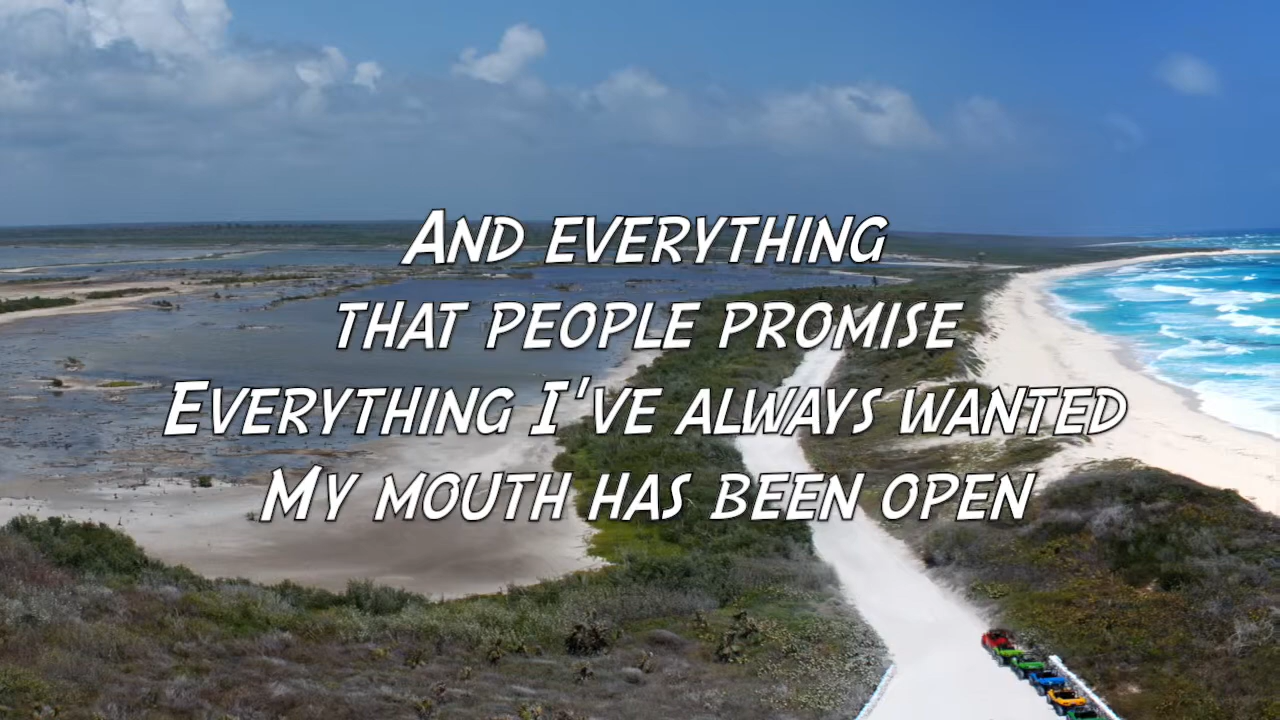 And everything
that people promise
Everything I've always wanted
My mouth has been open